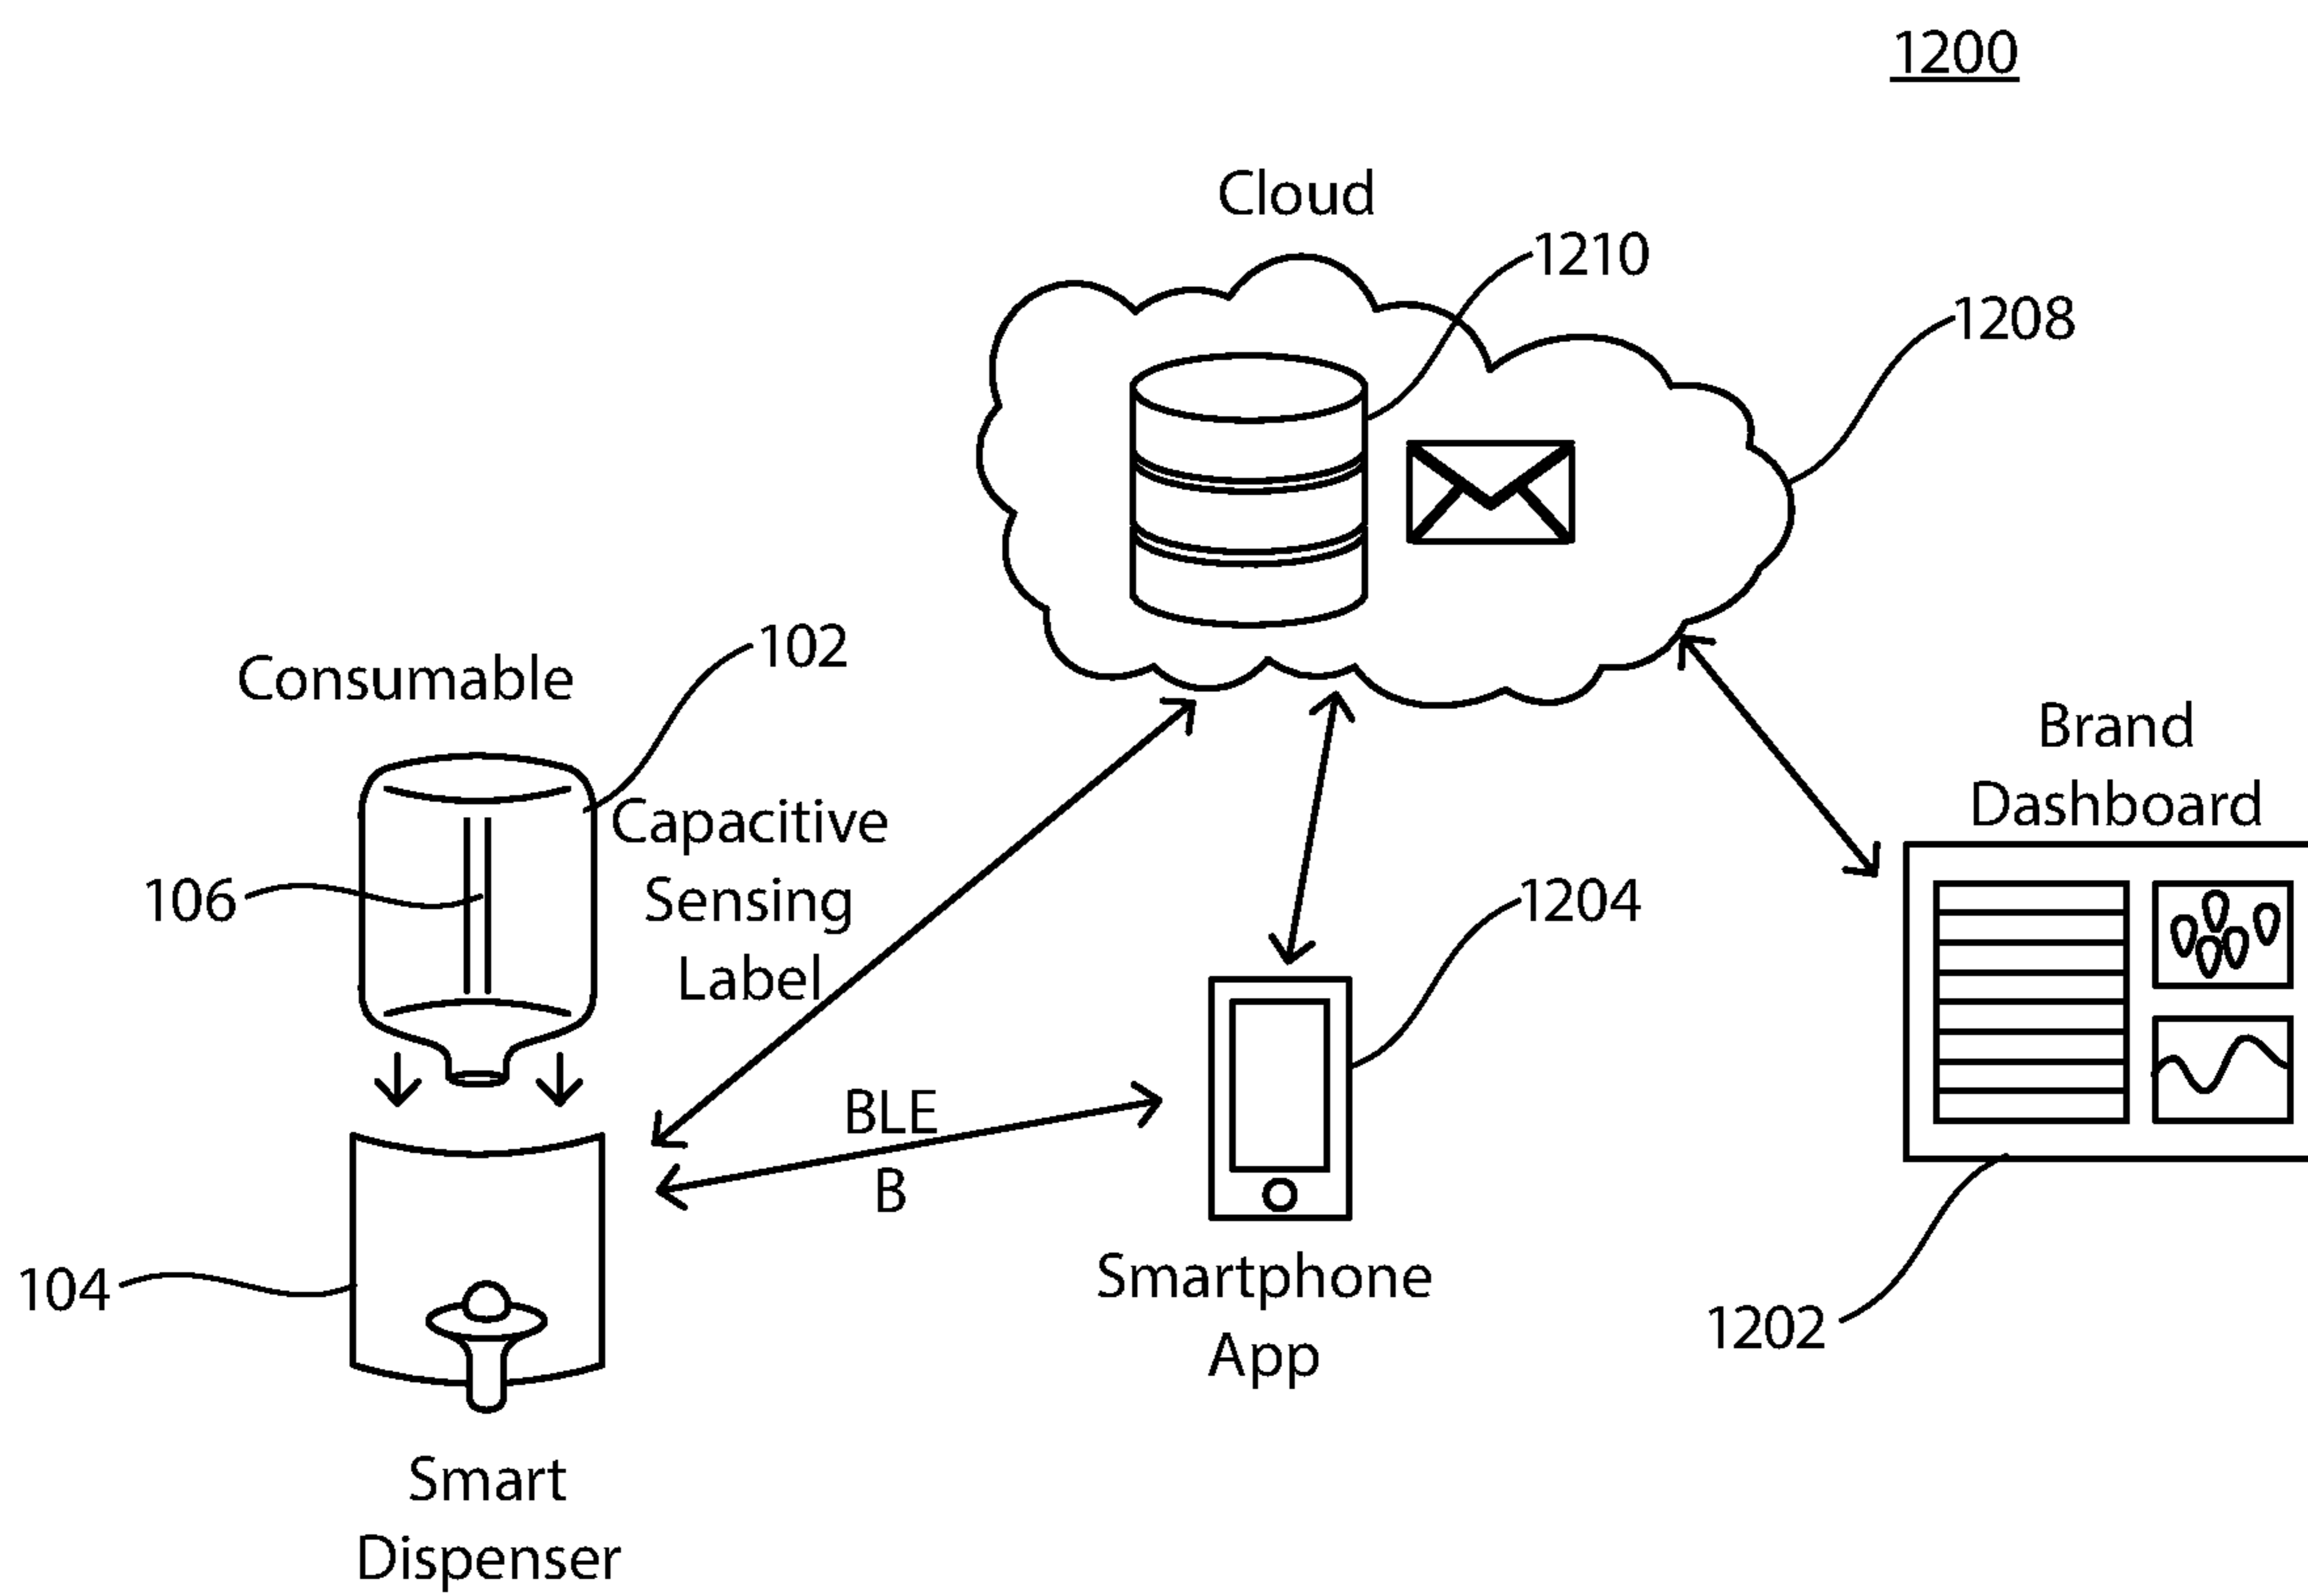 1200
Cloud
1210
1208
Consumable
102
Capacitive
Sensing
Label
106
Brand
Dashboard
1204
BLE
B
104
Smartphone
App
1202
Smart
Dispenser